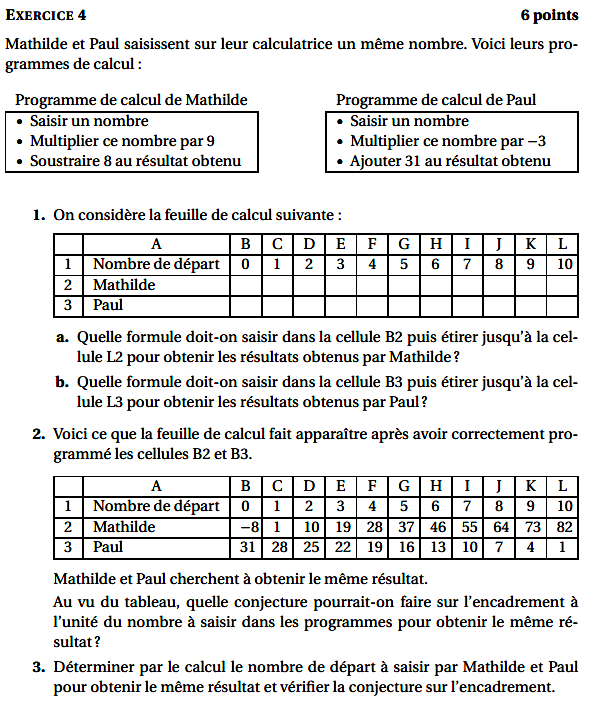 EXERCICE 4 6 points
Mathilde et Paul saisissent sur leur calculatrice un même nombre. Voici leurs pro-
grammes de calcul :
Programme de calcul de Mathilde
• Saisir un nombre
• Multiplier ce nombre par 9
• Soustraire 8 au résultat obtenu
Programme de calcul de Paul
• Saisir un nombre
• Multiplier ce nombre par −3
• Ajouter 31 au résultat obtenu
1. On considère la feuille de calcul suivante :
A B C D E F G H I J K L
1 Nombre de départ 0 1 2 3 4 5 6 7 8 9 10
2 Mathilde
3 Paul
a. Quelle formule doit-on saisir dans la cellule B2 puis étirer jusqu'à la cel-
lule L2 pour obtenir les résultats obtenus par Mathilde ?
b. Quelle formule doit-on saisir dans la cellule B3 puis étirer jusqu'à la cel-
lule L3 pour obtenir les résultats obtenus par Paul ?
2. Voici ce que la feuille de calcul fait apparaître après avoir correctement pro-
grammé les cellules B2 et B3.
A B C D E F G H I J K L
1 Nombre de départ 0 1 2 3 4 5 6 7 8 9 10
2 Mathilde −8 1 10 19 28 37 46 55 64 73 82
3 Paul 31 28 25 22 19 16 13 10 7 4 1
Mathilde et Paul cherchent à obtenir le même résultat.
Au vu du tableau, quelle conjecture pourrait-on faire sur l'encadrement à
l'unité du nombre à saisir dans les programmes pour obtenir le même ré-
sultat ?
3. Déterminer par le calcul le nombre de départ à saisir par Mathilde et Paul
pour obtenir le même résultat et vérifier la conjecture sur l'encadrement.